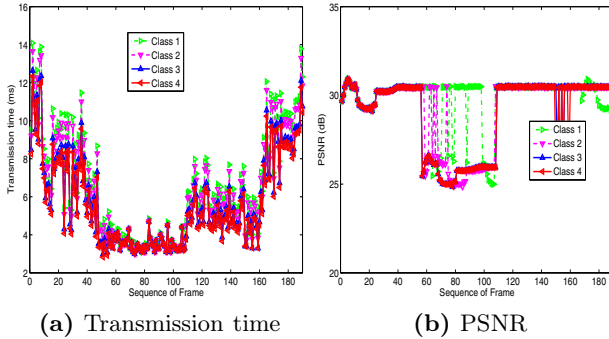 (a)
16
14
12
10
8
6
4
2
0 20 40 60 80 100 120 140 160 180
Transmission time (ms)
Sequence of Frame
Class 1
Class 2
Class 3
Class 4
(a) Transmission time
(b)
35
30
25
20
0 20 40 60 80 100 120 140 160 180
PSNR (dB)
Sequence of Frame
Class 1
Class 2
Class 3
Class 4
(b) PSNR